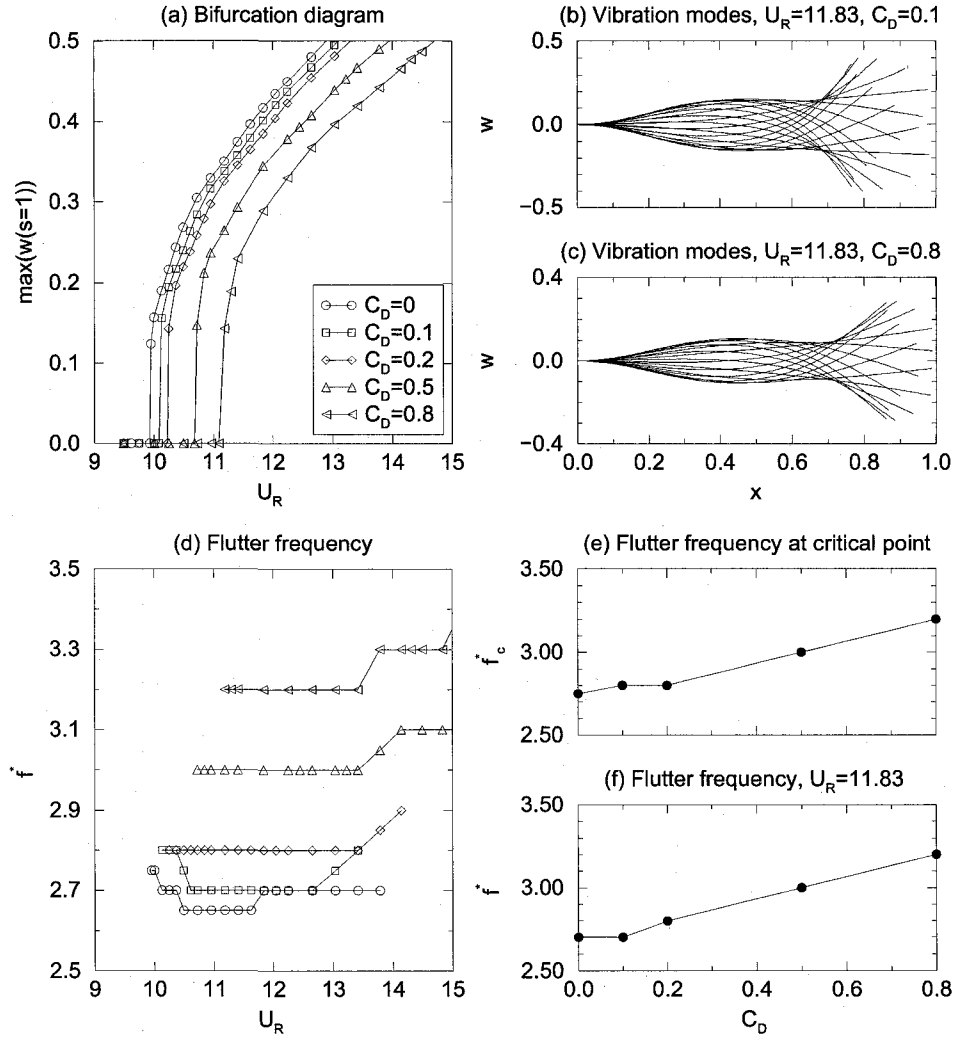 (a) Bifurcation diagram
max(w(s=1))
0.5
0.4
0.3
0.2
0.1
0.0
9 10 11 12 13 14 15
U_R
C_D=0
C_D=0.1
C_D=0.2
C_D=0.5
C_D=0.8
(b) Vibration modes, U_R=11.83, C_D=0.1
w
0.5
0.0
−0.5
(c) Vibration modes, U_R=11.83, C_D=0.8
w
0.4
0.0
−0.4
0.0 0.2 0.4 0.6 0.8 1.0
x
(d) Flutter frequency
f*
3.5
3.3
3.1
2.9
2.7
2.5
9 10 11 12 13 14 15
U_R
(e) Flutter frequency at critical point
f*_c
3.50
3.00
2.50
(f) Flutter frequency, U_R=11.83
f*
3.50
3.00
2.50
0.0 0.2 0.4 0.6 0.8
C_D